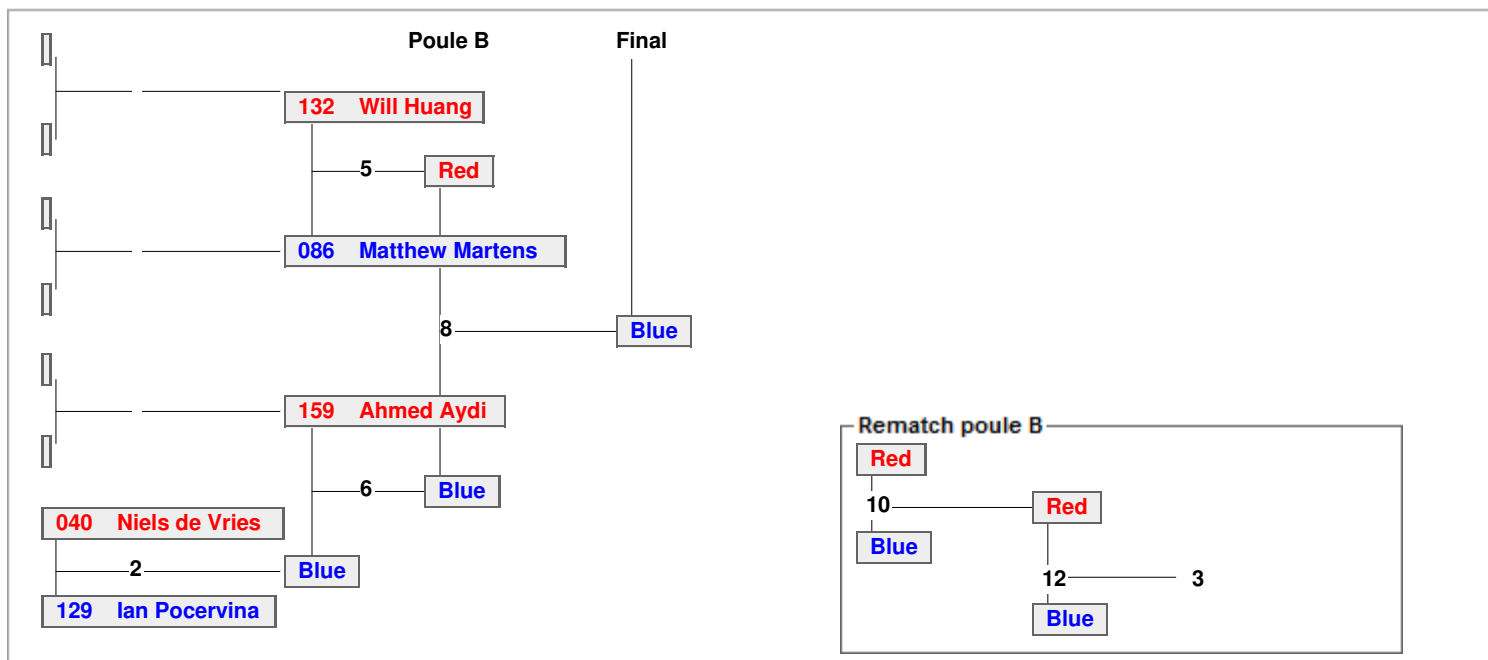 Poule B Final
132 Will Huang
5 Red
086 Matthew Martens
8 Blue
159 Ahmed Aydi
6 Blue
040 Niels de Vries
2 Blue
129 Ian Pocervina
Rematch poule B
Red
10 Red
Blue
12 3
Blue